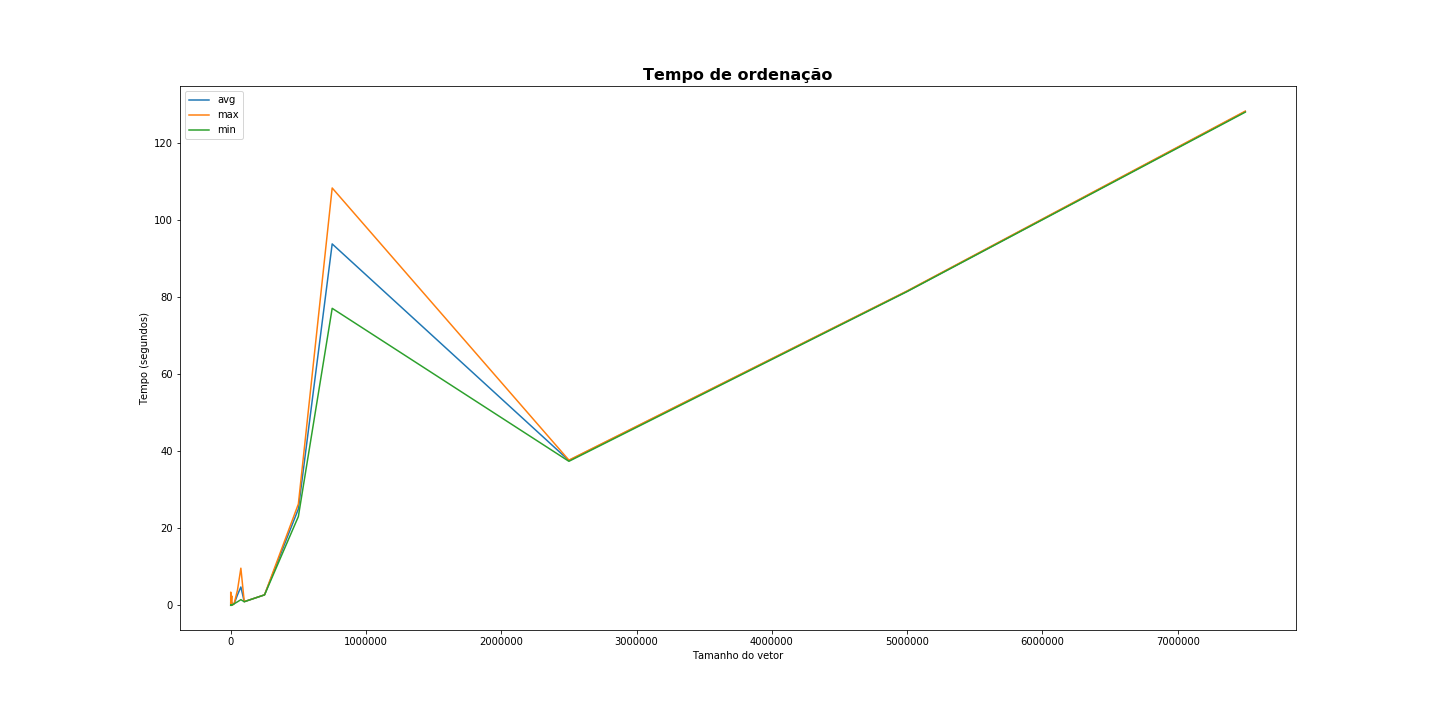 Tempo de ordenação
avg
max
min
120
100
80
60
40
20
0
Tempo (segundos)
0 1000000 2000000 3000000 4000000 5000000 6000000 7000000
Tamanho do vetor